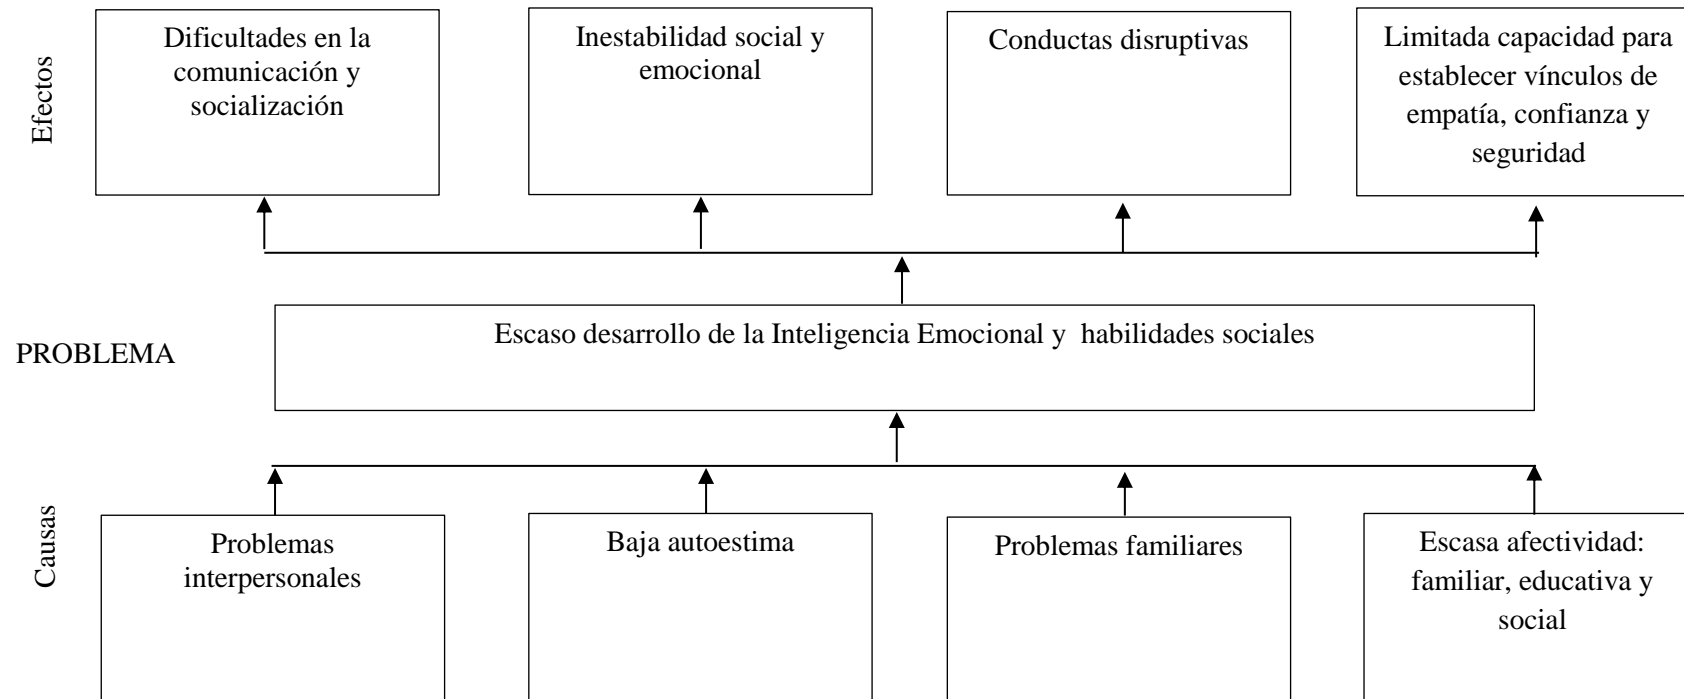 Efectos
Dificultades en la
comunicación y
socialización
Inestabilidad social y
emocional
Conductas disruptivas
Limitada capacidad para
establecer vínculos de
empatía, confianza y
seguridad
PROBLEMA
Escaso desarrollo de la Inteligencia Emocional y  habilidades sociales
Causas
Problemas
interpersonales
Baja autoestima
Problemas familiares
Escasa afectividad:
familiar, educativa y
social